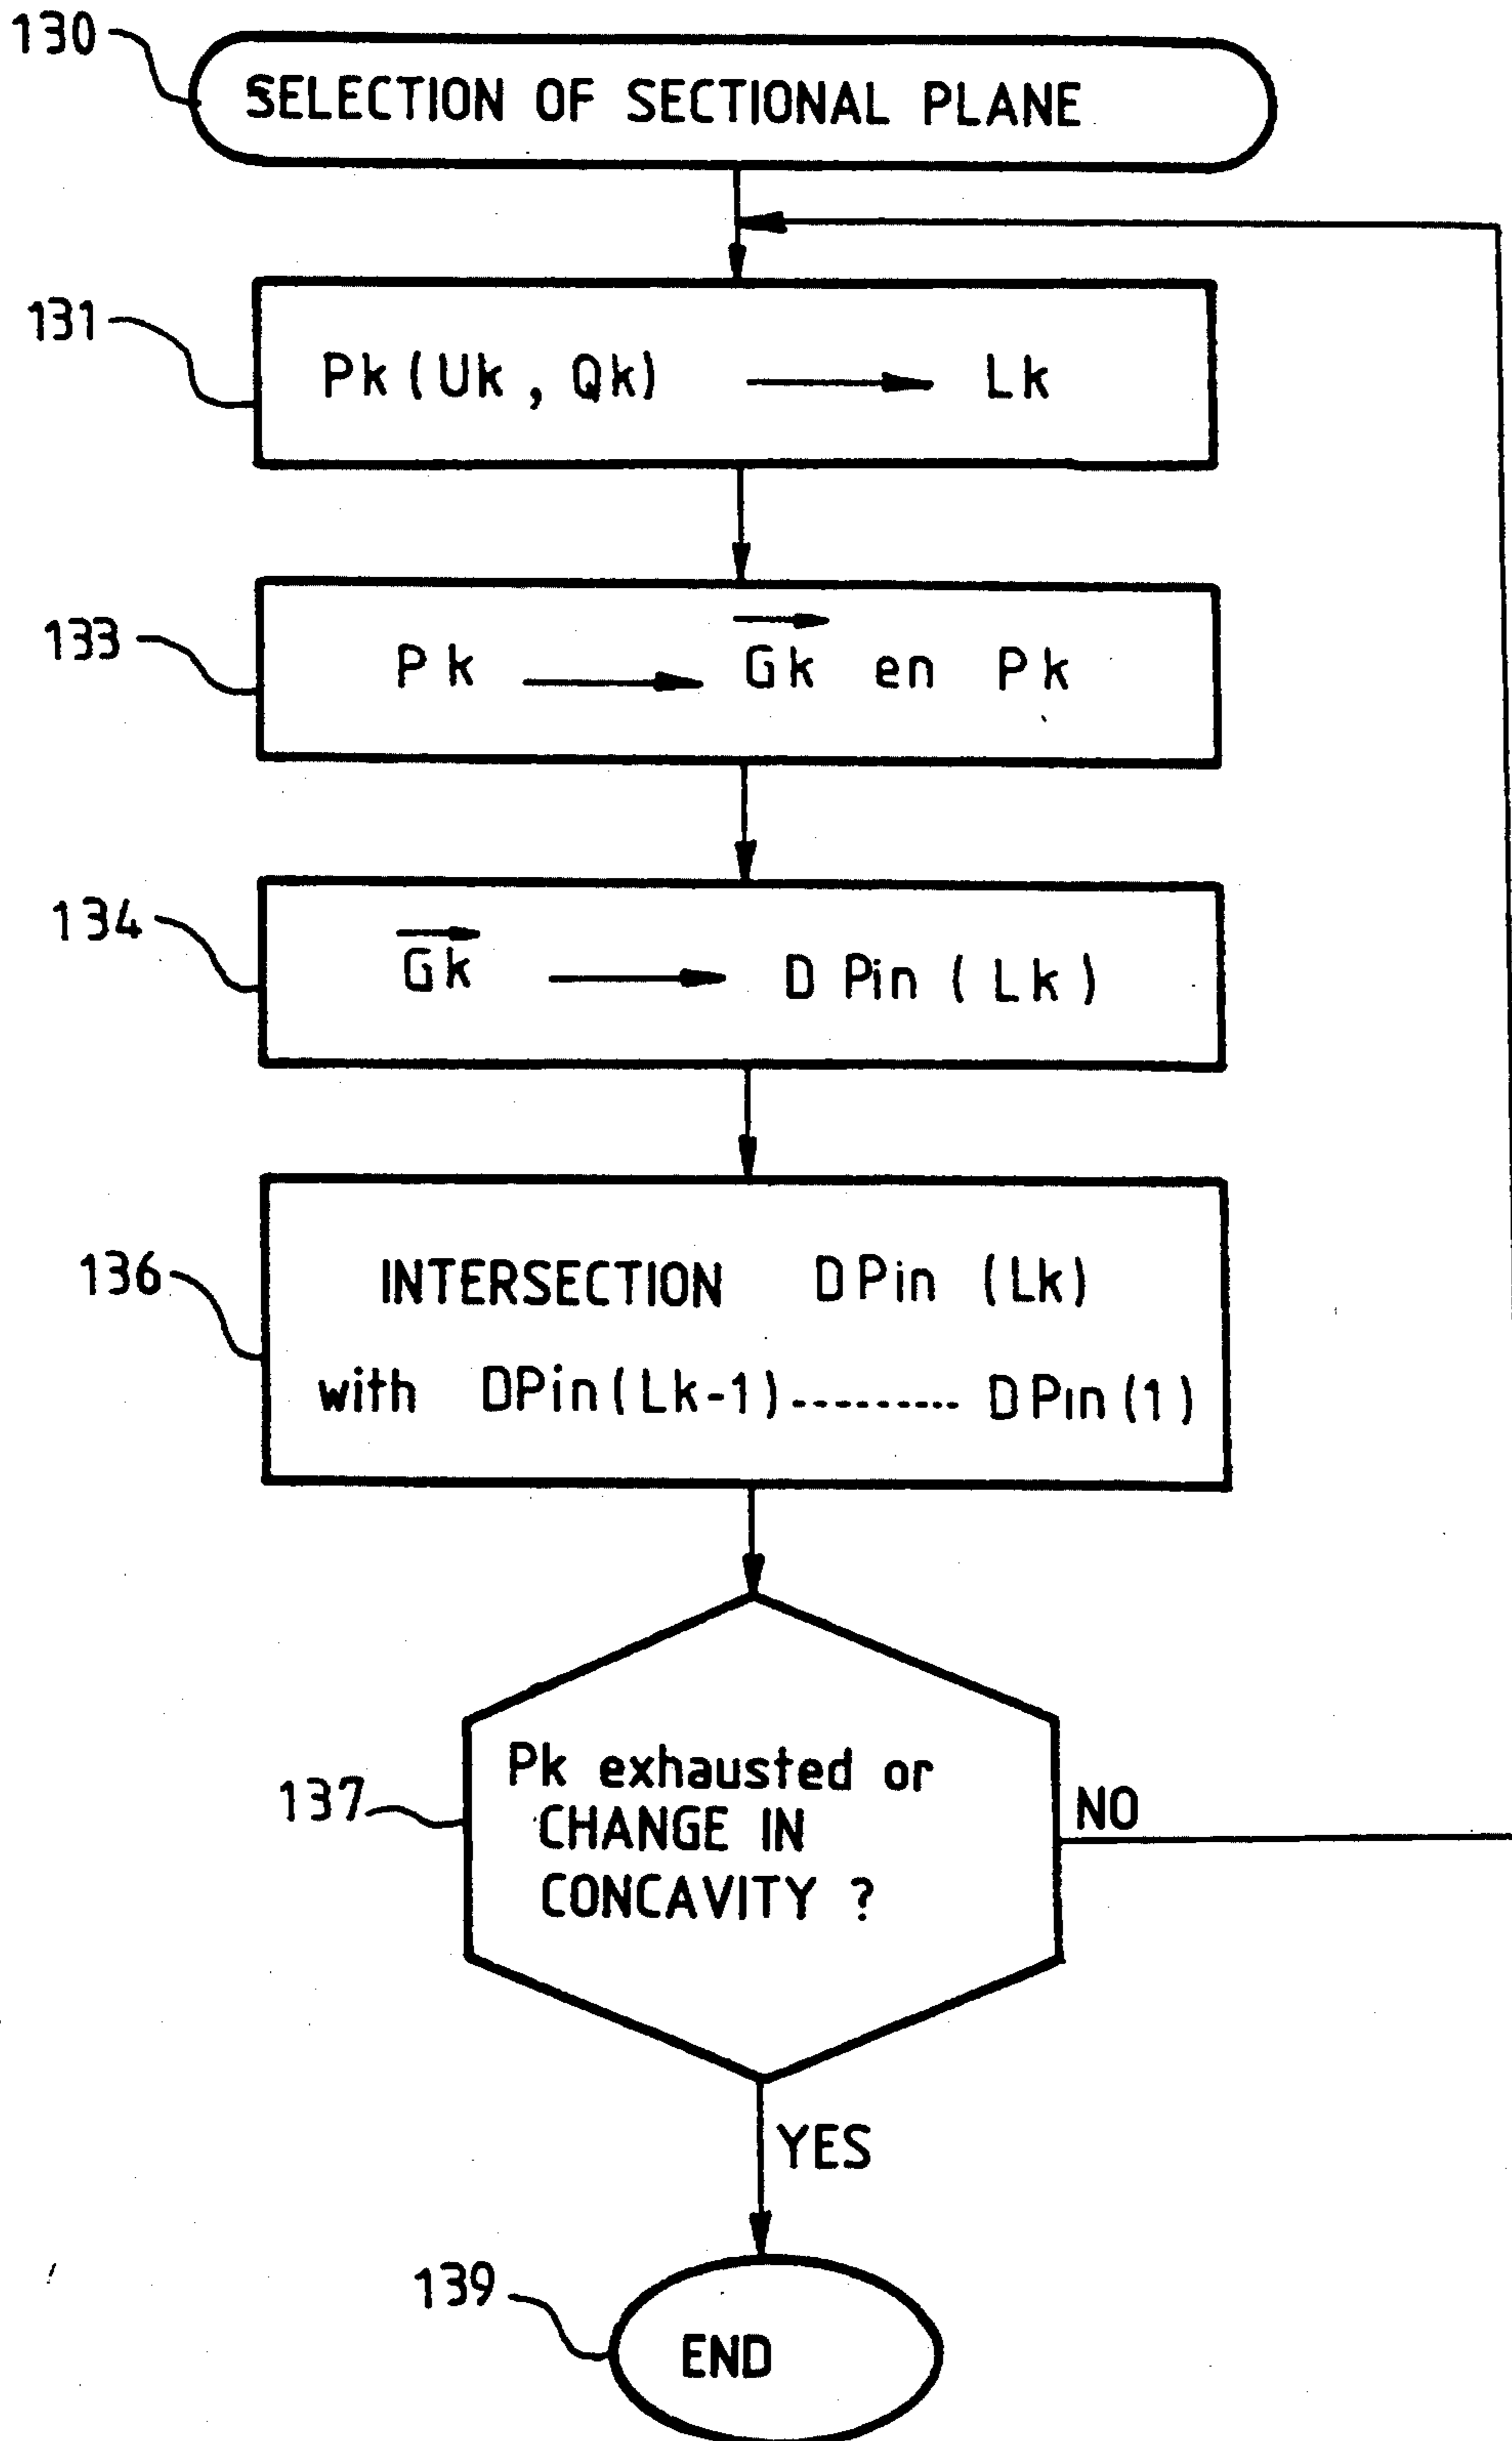 130
SELECTION OF SECTIONAL PLANE
131
Pk(Uk, Qk) → Lk
133
Pk → Gk en Pk
134
Gk → D Pin (Lk)
136
INTERSECTION D Pin (Lk)
with DPin(Lk-1)--------- D Pin (1)
137
Pk exhausted or
CHANGE IN
CONCAVITY ?
NO
YES
139
END